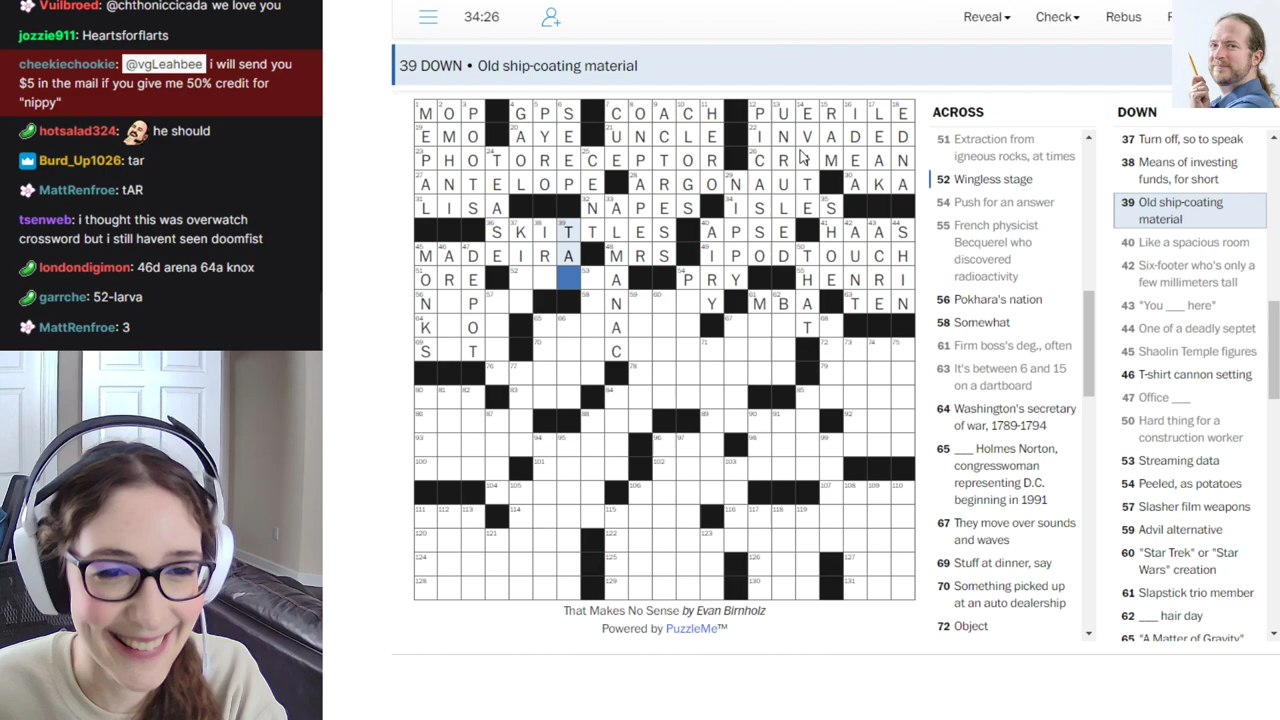 Vuilbroed: @chthoniccicada we love you
jozzie911: Heartsforflarts
cheekiechookie: @vgLeahbee i will send you
$5 in the mail if you give me 50% credit for
"nippy"
hotsalad324: he should
Burd_Up1026: tar
MattRenfroe: tAR
tsenweb: i thought this was overwatch
crossword but i still havent seen doomfist
londondigimon: 46d arena 64a knox
garrche: 52-larva
MattRenfroe: 3
34:26
Reveal
Check
Rebus
39 DOWN • Old ship-coating material
M O P G P S C O A C H P U E R I L E
E M O A Y E U N C L E I N V A D E D
P H O T O R E C E P T O R C R I M E A N
A N T E L O P E A R G O N A U T A K A
L I S A N A P E S I S L E S
S K I T T L E S A P S E H A A S
M A D E I R A M R S I P O D T O U C H
O R E A P R Y H E N R I
N P N Y M B A T E N
K O A T
S T C
That Makes No Sense by Evan Birnholz
Powered by PuzzleMe™
ACROSS
51 Extraction from
igneous rocks, at times
52 Wingless stage
54 Push for an answer
55 French physicist
Becquerel who
discovered
radioactivity
56 Pokhara's nation
58 Somewhat
61 Firm boss's deg., often
63 It's between 6 and 15
on a dartboard
64 Washington's secretary
of war, 1789-1794
65 ___ Holmes Norton,
congresswoman
representing D.C.
beginning in 1991
67 They move over sounds
and waves
69 Stuff at dinner, say
70 Something picked up
at an auto dealership
72 Object
DOWN
37 Turn off, so to speak
38 Means of investing
funds, for short
39 Old ship-coating
material
40 Like a spacious room
42 Six-footer who's only a
few millimeters tall
43 "You ___ here"
44 One of a deadly septet
45 Shaolin Temple figures
46 T-shirt cannon setting
47 Office ___
50 Hard thing for a
construction worker
53 Streaming data
54 Peeled, as potatoes
57 Slasher film weapons
59 Advil alternative
60 "Star Trek" or "Star
Wars" creation
61 Slapstick trio member
62 ___ hair day
65 "A Matter of Gravity"